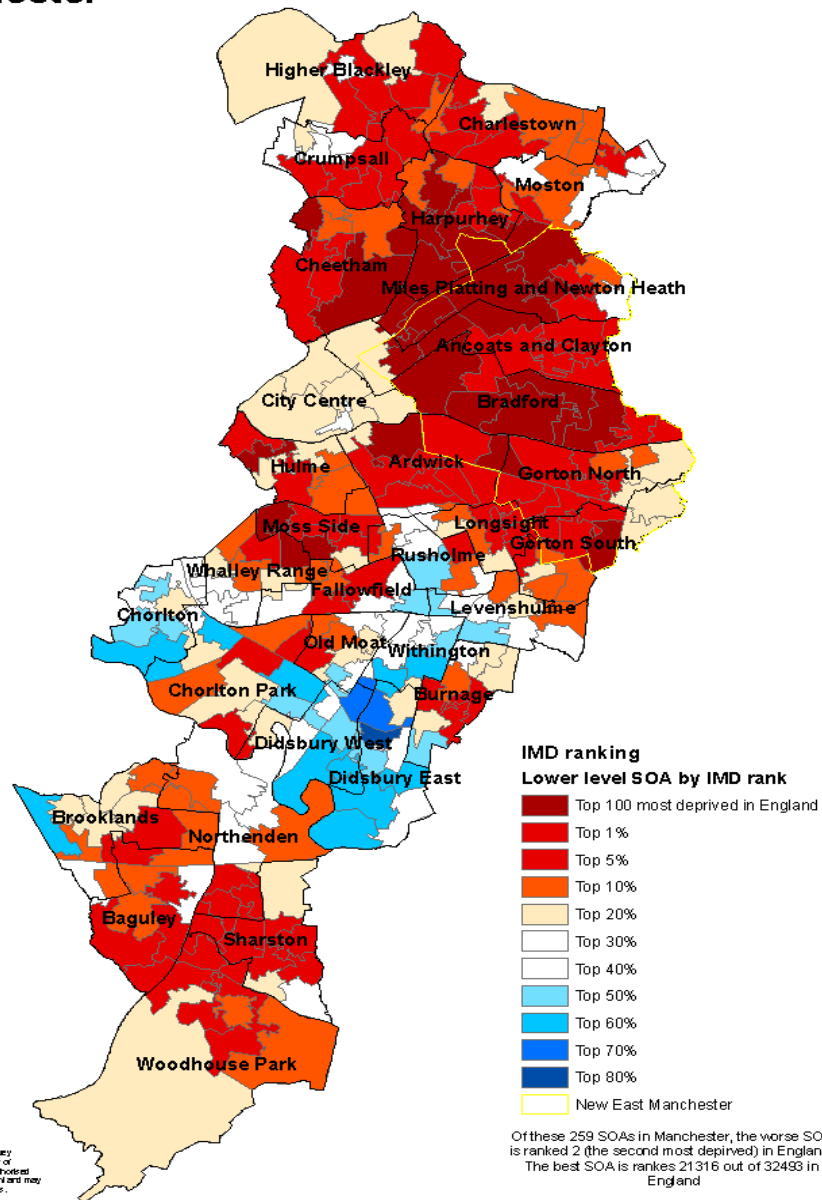 Higher Blackley
Charlestown
Crumpsall
Moston
Harpurhey
Cheetham
Miles Platting and Newton Heath
Ancoats and Clayton
City Centre
Bradford
Hulme
Ardwick
Gorton North
Moss Side
Longsight
Gorton South
Rusholme
Whalley Range
Fallowfield
Chorlton
Levenshulme
Old Moat
Withington
Chorlton Park
Burnage
Didsbury West
Didsbury East
Brooklands
Northenden
Baguley
Sharston
Woodhouse Park
IMD ranking
Lower level SOA by IMD rank
Top 100 most deprived in England
Top 1%
Top 5%
Top 10%
Top 20%
Top 30%
Top 40%
Top 50%
Top 60%
Top 70%
Top 80%
New East Manchester
Of these 259 SOAs in Manchester, the worse SO
is ranked 2 (the second most depirved) in Englan
The best SOA is rankes 21316 out of 32493 in
England